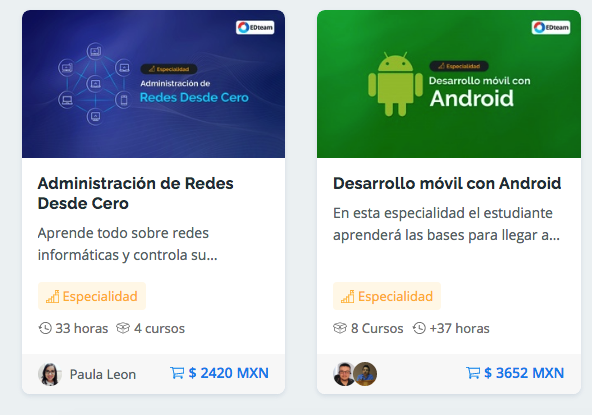 EDteam
Especialidad
Administración de
Redes Desde Cero
Administración de Redes
Desde Cero
Aprende todo sobre redes
informáticas y controla su...
Especialidad
33 horas 4 cursos
Paula Leon $ 2420 MXN
EDteam
Especialidad
Desarrollo móvil con
Android
Desarrollo móvil con Android
En esta especialidad el estudiante
aprenderá las bases para llegar a...
Especialidad
8 Cursos +37 horas
$ 3652 MXN